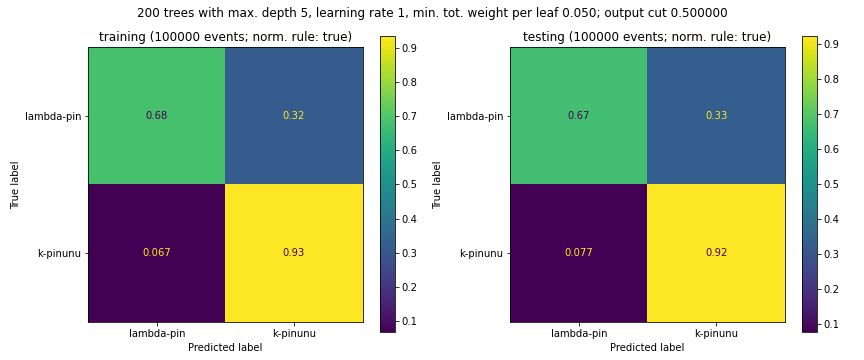 200 trees with max. depth 5, learning rate 1, min. tot. weight per leaf 0.050; output cut 0.500000
training (100000 events; norm. rule: true)
True label
lambda-pin
0.68
0.32
k-pinunu
0.067
0.93
lambda-pin
k-pinunu
Predicted label
0.9
0.8
0.7
0.6
0.5
0.4
0.3
0.2
0.1
testing (100000 events; norm. rule: true)
True label
lambda-pin
0.67
0.33
k-pinunu
0.077
0.92
lambda-pin
k-pinunu
Predicted label
0.9
0.8
0.7
0.6
0.5
0.4
0.3
0.2
0.1